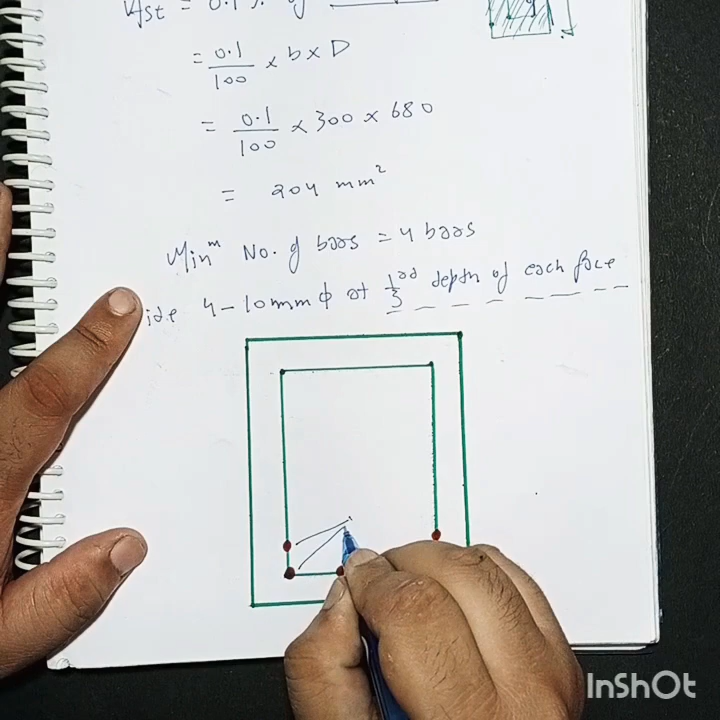 Ast = 0.1 % of
= 0.1/100 × b × D
= 0.1/100 × 300 × 680
= 204 mm²
Minᵐ No. of bars = 4 bars
ide 4 - 10mm ϕ at 1/3rd depth of each face
InShOt